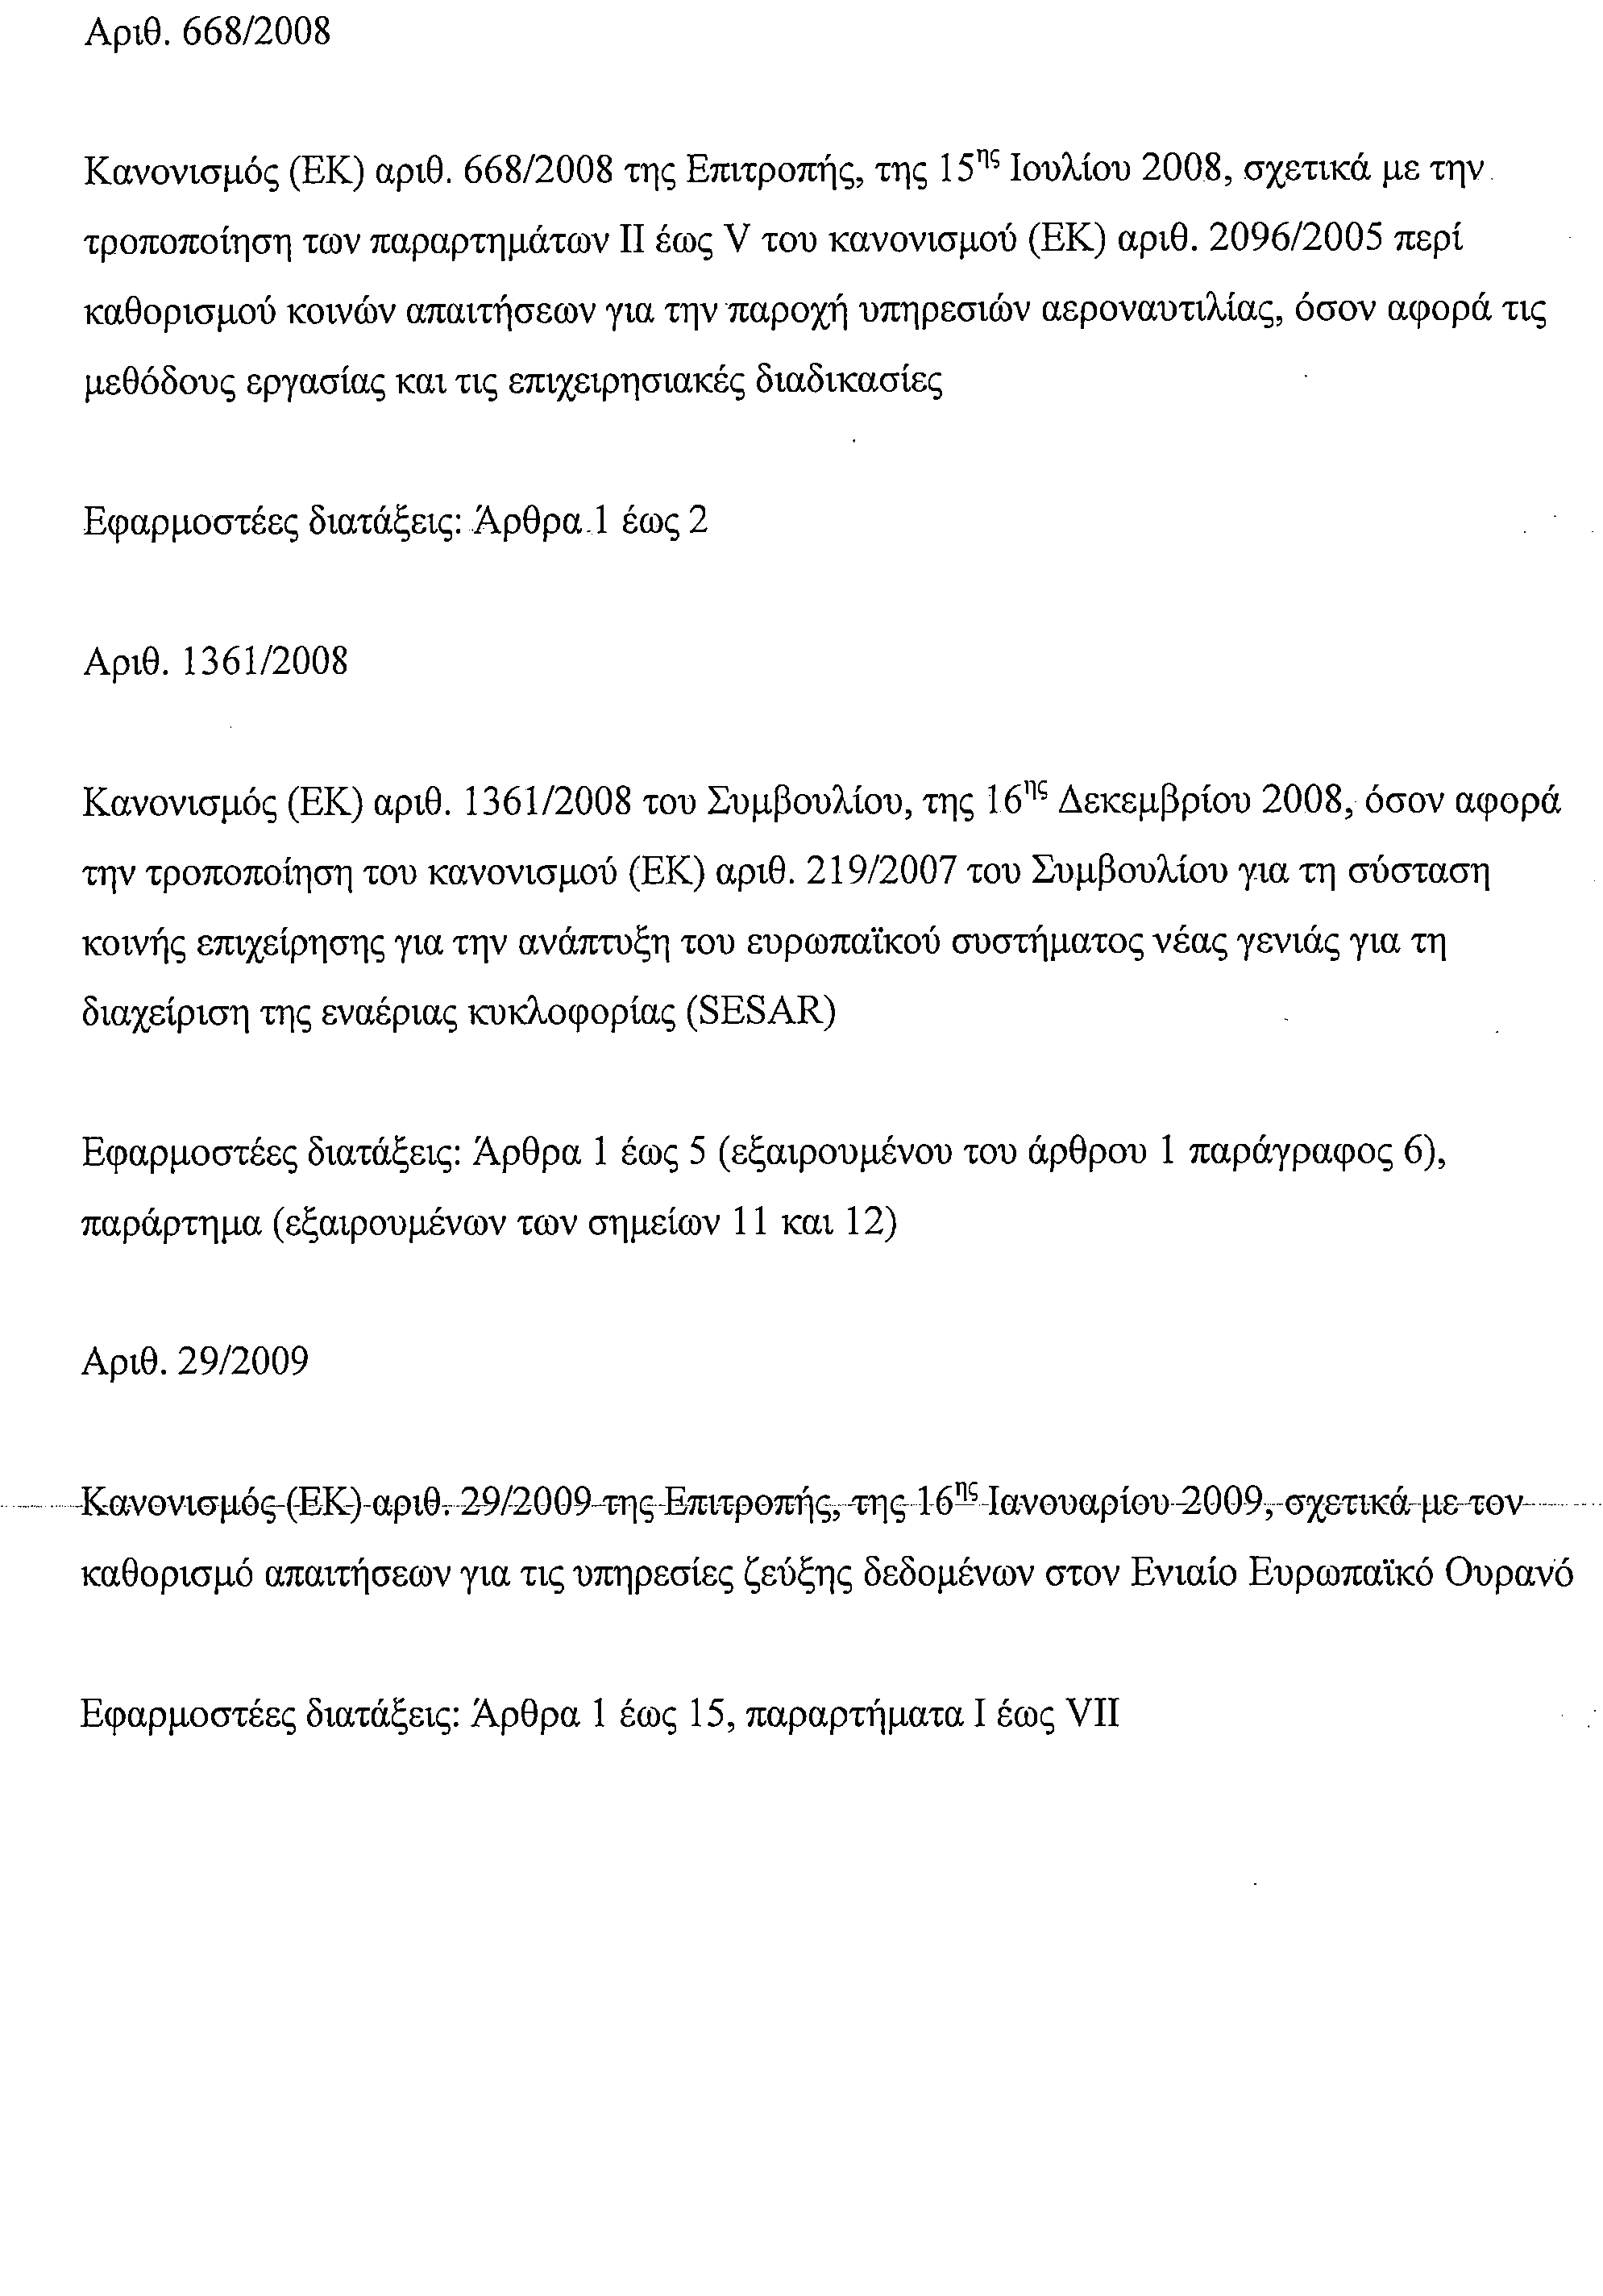 Αριθ. 668/2008
Κανονισμός (ΕΚ) αριθ. 668/2008 της Επιτροπής, της 15ης Ιουλίου 2008, σχετικά με την
τροποποίηση των παραρτημάτων II έως V του κανονισμού (ΕΚ) αριθ. 2096/2005 περί
καθορισμού κοινών απαιτήσεων για την παροχή υπηρεσιών αεροναυτιλίας, όσον αφορά τις
μεθόδους εργασίας και τις επιχειρησιακές διαδικασίες
Εφαρμοστέες διατάξεις: Άρθρα 1 έως 2
Αριθ. 1361/2008
Κανονισμός (ΕΚ) αριθ. 1361/2008 του Συμβουλίου, της 16ης Δεκεμβρίου 2008, όσον αφορά
την τροποποίηση του κανονισμού (ΕΚ) αριθ. 219/2007 του Συμβουλίου για τη σύσταση
κοινής επιχείρησης για την ανάπτυξη του ευρωπαϊκού συστήματος νέας γενιάς για τη
διαχείριση της εναέριας κυκλοφορίας (SESAR)
Εφαρμοστέες διατάξεις: Άρθρα 1 έως 5 (εξαιρουμένου του άρθρου 1 παράγραφος 6),
παράρτημα (εξαιρουμένων των σημείων 11 και 12)
Αριθ. 29/2009
Κανονισμός (ΕΚ) αριθ. 29/2009 της Επιτροπής, της 16ης Ιανουαρίου 2009, σχετικά με τον
καθορισμό απαιτήσεων για τις υπηρεσίες ζεύξης δεδομένων στον Ενιαίο Ευρωπαϊκό Ουρανό
Εφαρμοστέες διατάξεις: Άρθρα 1 έως 15, παραρτήματα I έως VII